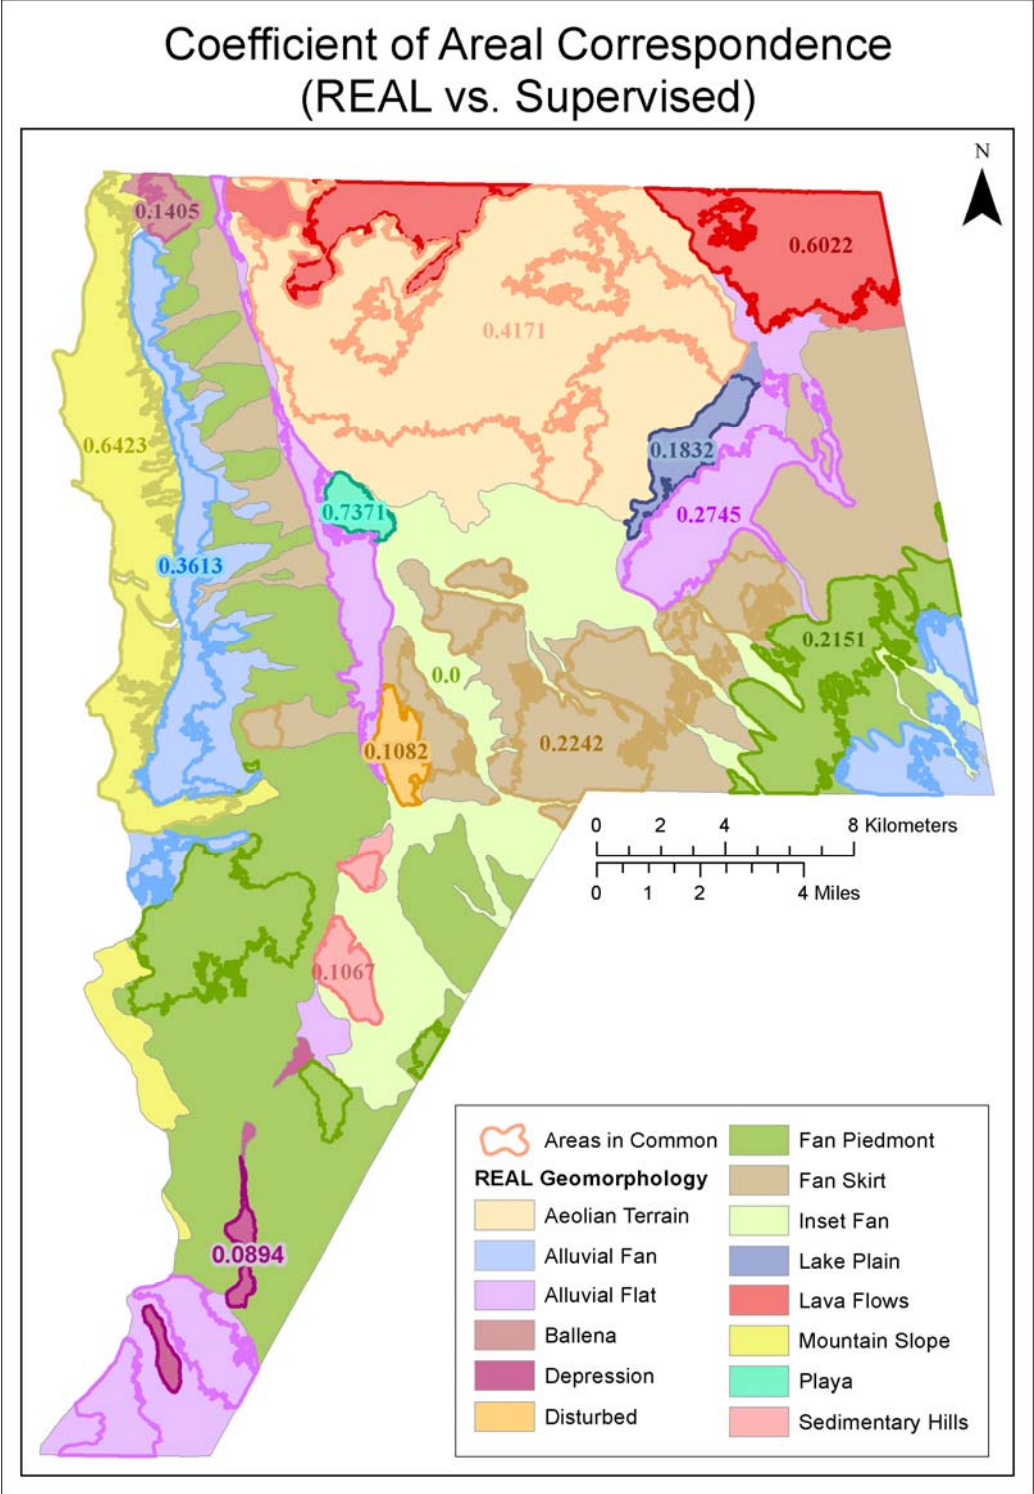 Coefficient of Areal Correspondence
(REAL vs. Supervised)
N
0.1405
0.6022
0.4171
0.6423
0.1832
0.7371
0.2745
0.3613
0.2151
0.0
0.1082
0.2242
0 2 4 8 Kilometers
0 1 2 4 Miles
0.1067
0.0894
Areas in Common
REAL Geomorphology
Aeolian Terrain
Alluvial Fan
Alluvial Flat
Ballena
Depression
Disturbed
Fan Piedmont
Fan Skirt
Inset Fan
Lake Plain
Lava Flows
Mountain Slope
Playa
Sedimentary Hills